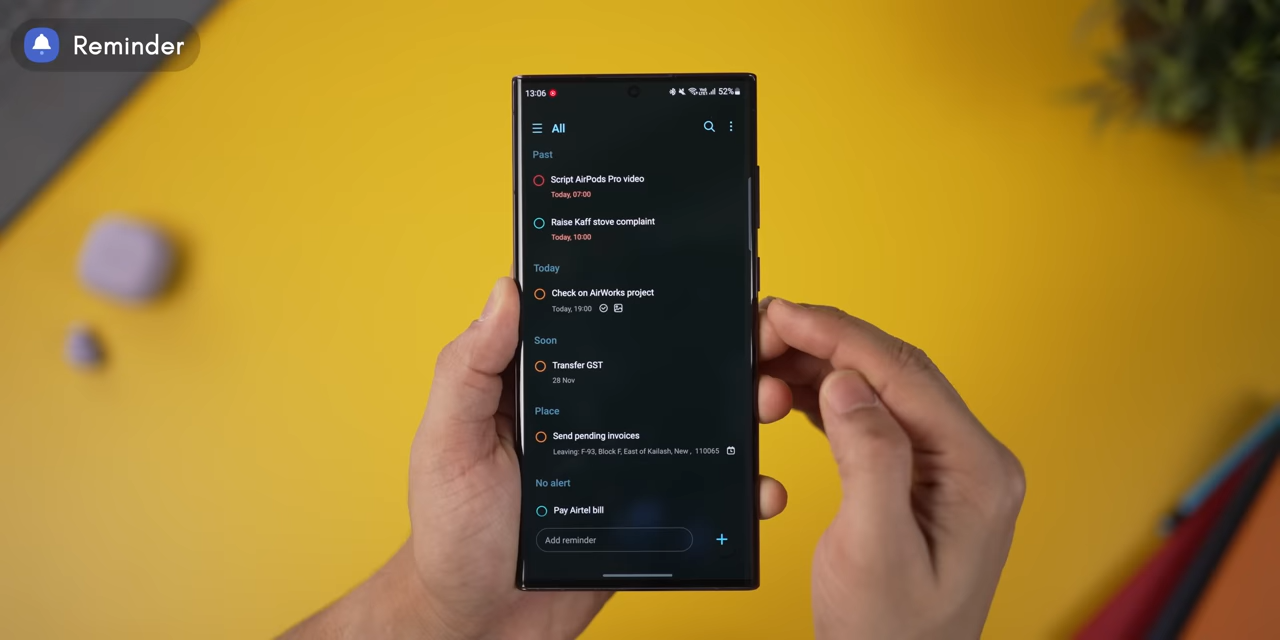 Reminder
13:06
52%
All
Past
Script AirPods Pro video
Today, 07:00
Raise Kaff stove complaint
Today, 10:00
Today
Check on AirWorks project
Today, 19:00
Soon
Transfer GST
28 Nov
Place
Send pending invoices
Leaving: F-93, Block F, East of Kailash, New , 110065
No alert
Pay Airtel bill
Add reminder